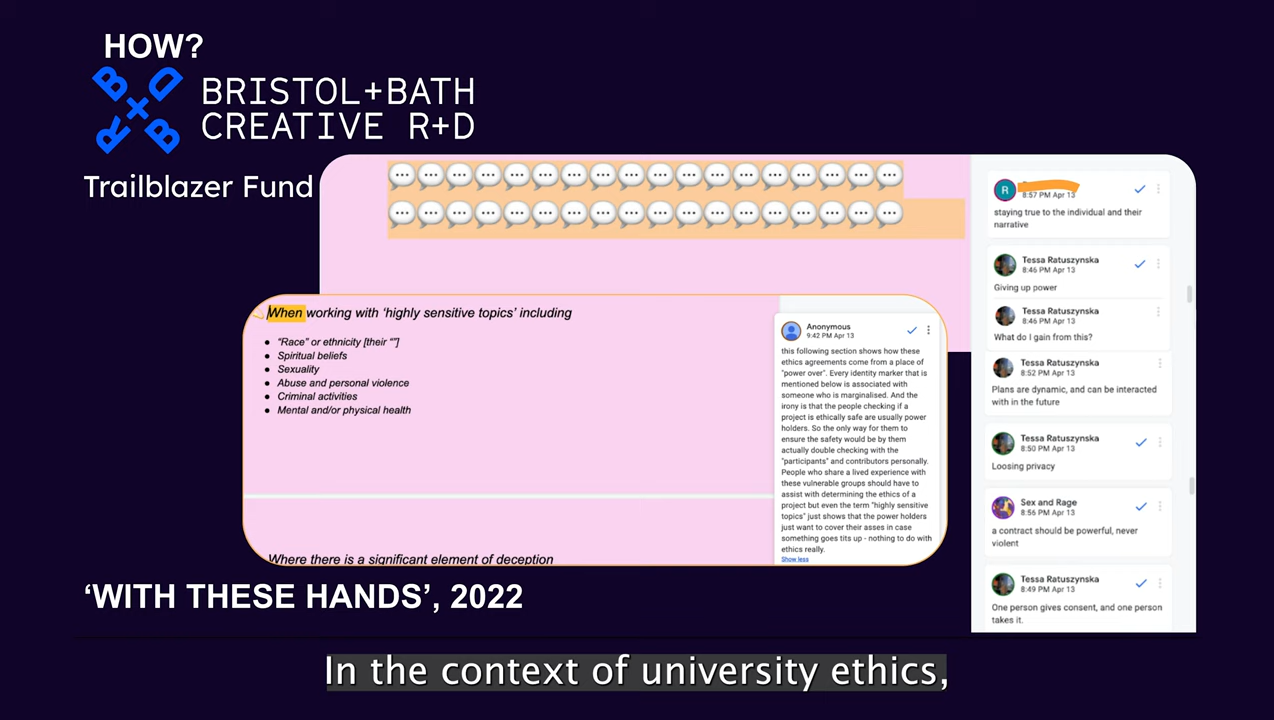 HOW?
B D R B
BRISTOL+BATH
CREATIVE R+D
Trailblazer Fund
When working with ‘highly sensitive topics’ including
“Race” or ethnicity [their “”]
Spiritual beliefs
Sexuality
Abuse and personal violence
Criminal activities
Mental and/or physical health
Where there is a significant element of deception
Anonymous
9:42 PM Apr 13
this following section shows how these
ethics agreements come from a place of
"power over". Every identity marker that is
mentioned below is associated with
someone who is marginalised. And the
irony is that the people checking if a
project is ethically safe are usually power
holders. So the only way for them to
ensure the safety would be by them
actually double checking with the
"participants" and contributors personally.
People who share a lived experience with
these vulnerable groups should have to
assist with determining the ethics of a
project but even the term "highly sensitive
topics" just shows that the power holders
just want to cover their asses in case
something goes tits up - nothing to do with
ethics really.
Show less
R
8:57 PM Apr 13
staying true to the individual and their
narrative
Tessa Ratuszynska
8:46 PM Apr 13
Giving up power
Tessa Ratuszynska
8:46 PM Apr 13
What do I gain from this?
Tessa Ratuszynska
8:52 PM Apr 13
Plans are dynamic, and can be interacted
with in the future
Tessa Ratuszynska
8:50 PM Apr 13
Loosing privacy
Sex and Rage
8:56 PM Apr 13
a contract should be powerful, never
violent
Tessa Ratuszynska
8:49 PM Apr 13
One person gives consent, and one person
takes it.
‘WITH THESE HANDS’, 2022
In the context of university ethics,